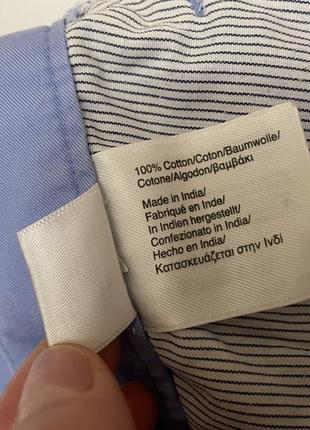 100% Cotton/Coton/Baumwolle/
Cotone/Algodon/βαμβάκι
Made in India/
Fabriqué en Inde/
In Indien hergestellt/
Confezionato in India/
Hecho en India/
Κατασκευάζεται στην Ινδί